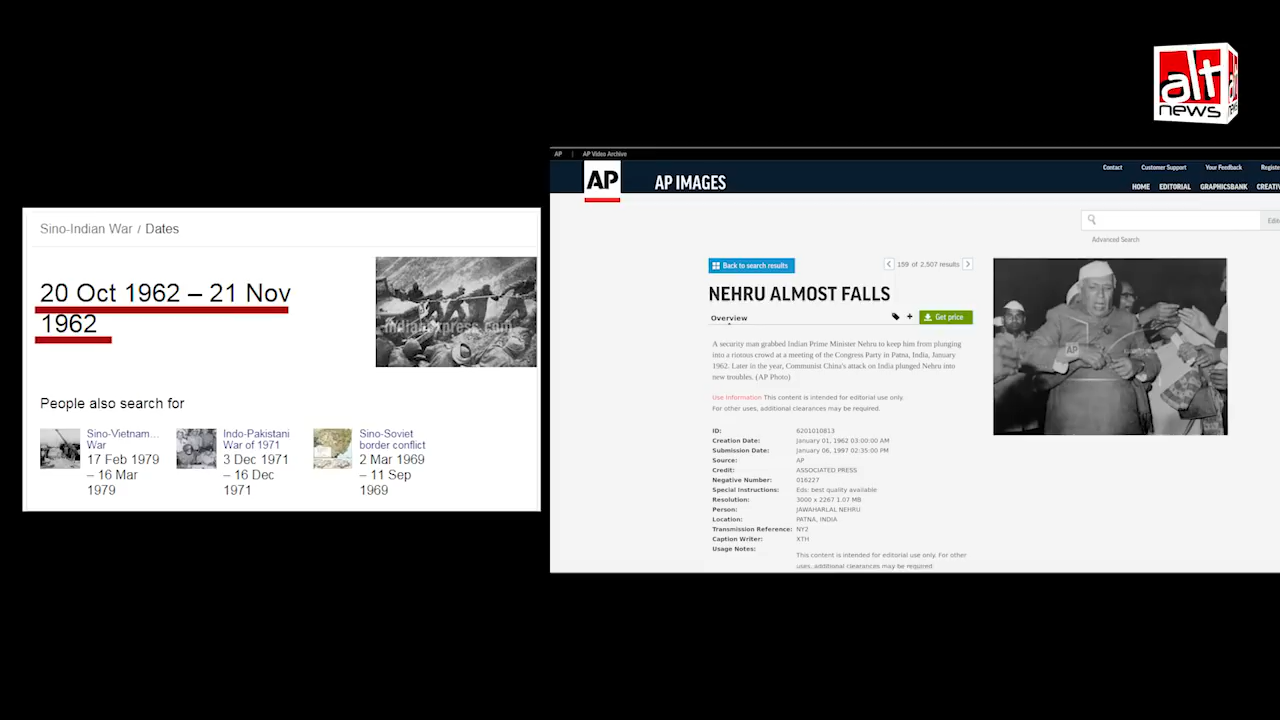 alt
news
Sino-Indian War / Dates
20 Oct 1962 – 21 Nov
1962
indianexpress.com
People also search for
Sino-Vietnam...
War
17 Feb 1979
– 16 Mar
1979
Indo-Pakistani
War of 1971
3 Dec 1971
– 16 Dec
1971
Sino-Soviet
border conflict
2 Mar 1969
– 11 Sep
1969
AP | AP Video Archive
Contact Customer Support Your Feedback Registe
AP AP IMAGES
HOME EDITORIAL GRAPHICSBANK CREATIV
Edito
Advanced Search
Back to search results
159 of 2,507 results
NEHRU ALMOST FALLS
Overview
+ Get price
A security man grabbed Indian Prime Minister Nehru to keep him from plunging
into a riotous crowd at a meeting of the Congress Party in Patna, India, January
1962. Later in the year, Communist China's attack on India plunged Nehru into
new troubles. (AP Photo)
Use Information This content is intended for editorial use only.
For other uses, additional clearances may be required.
ID: 6201010813
Creation Date: January 01, 1962 03:00:00 AM
Submission Date: January 06, 1997 02:35:00 PM
Source: AP
Credit: ASSOCIATED PRESS
Negative Number: 016227
Special Instructions: Eds: best quality available
Resolution: 3000 x 2267 1.07 MB
Person: JAWAHARLAL NEHRU
Location: PATNA, INDIA
Transmission Reference: NY2
Caption Writer: XTH
Usage Notes: This content is intended for editorial use only. For other
uses, additional clearances may be required
AP